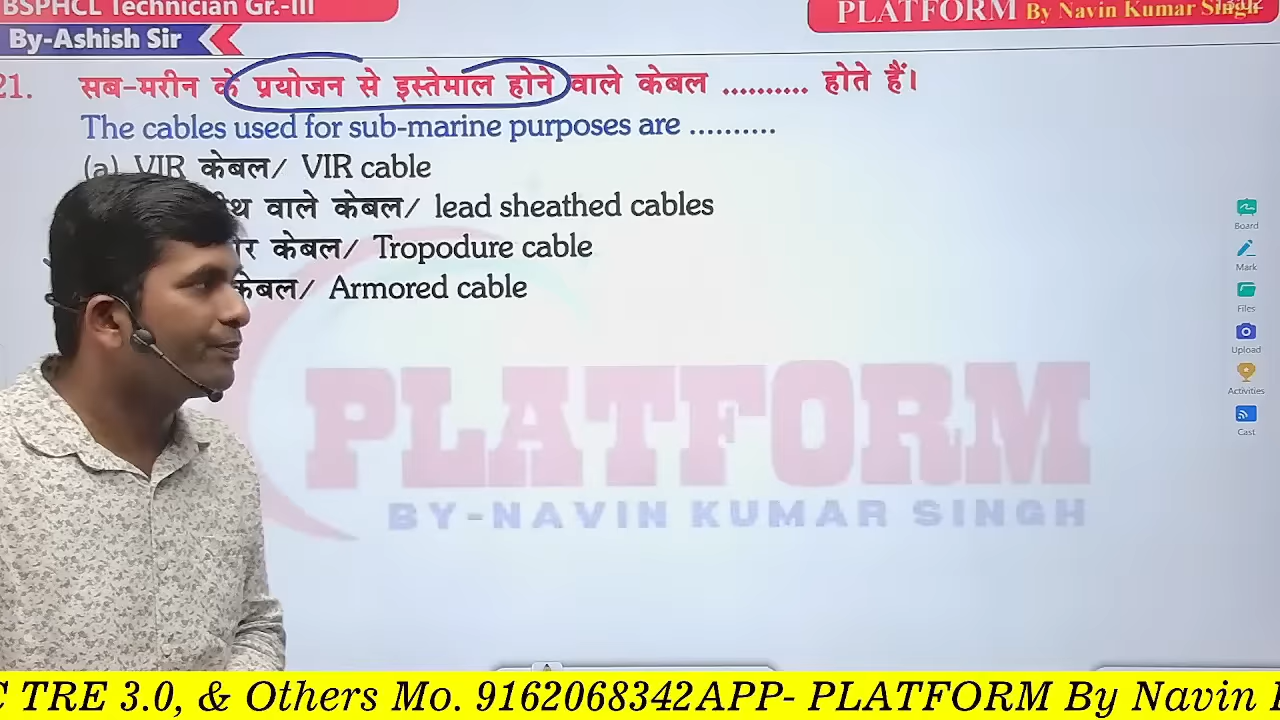 BSPHCL Technician Gr.-III
PLATFORM By Navin Kumar Singh
By-Ashish Sir
21. सब-मरीन के प्रयोजन से इस्तेमाल होने वाले केबल .......... होते हैं।
The cables used for sub-marine purposes are ..........
(a) VIR केबल/ VIR cable
वाले केबल/ lead sheathed cables
केबल/ Tropodure cable
केबल/ Armored cable
Board
Mark
Files
Upload
Activities
Cast
PLATFORM
BY-NAVIN KUMAR SINGH
TRE 3.0, & Others Mo. 9162068342APP- PLATFORM By Navin